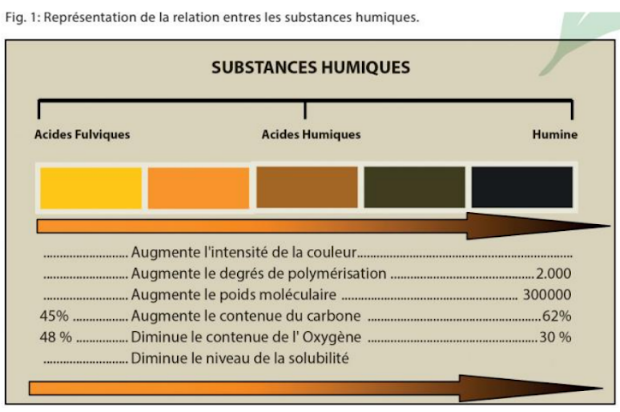 Fig. 1: Représentation de la relation entres les substances humiques.
SUBSTANCES HUMIQUES
Acides Fulviques Acides Humiques Humine
........................ Augmente l'intensité de la couleur..............................................................
........................ Augmente le degrés de polymérisation .........................................2.000
........................ Augmente le poids moléculaire .................................................. 300000
45% ................ Augmente le contenue du carbone .................................................62%
48 % ................Diminue le contenue de l' Oxygène ................................................30 %
........................ Diminue le niveau de la solubilité